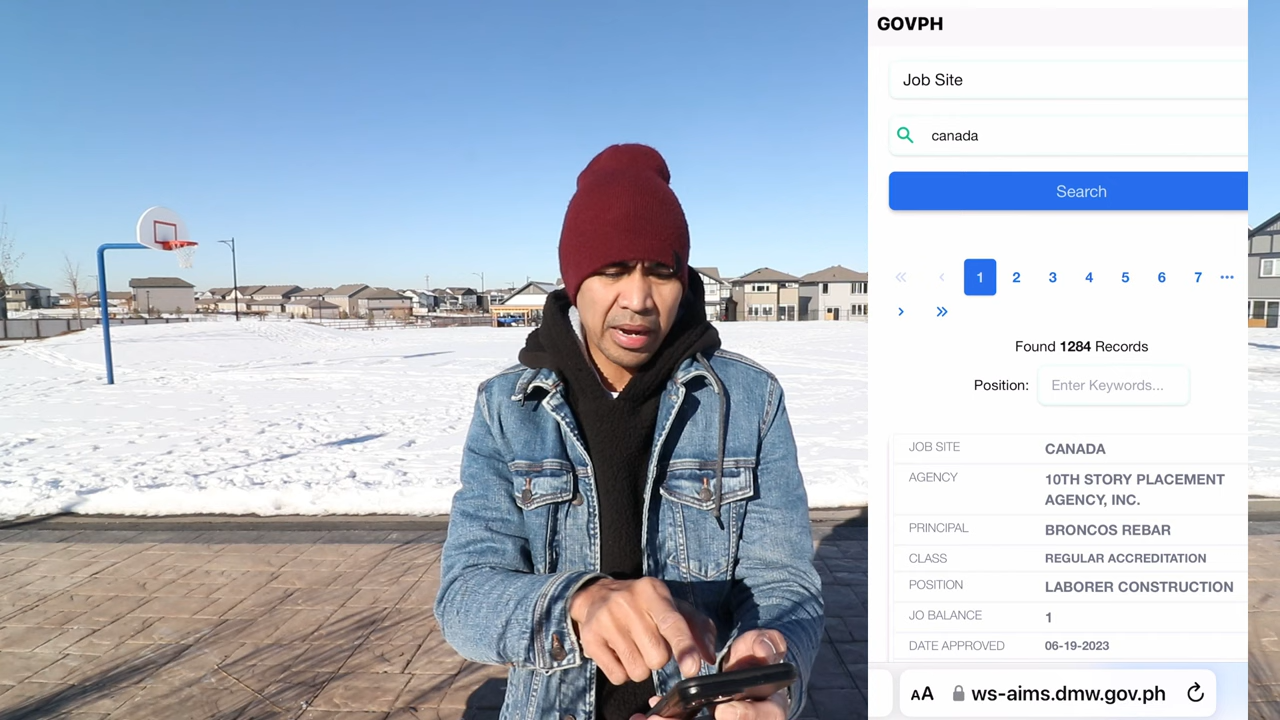 GOVPH
Job Site
canada
Search
« ‹ 1 2 3 4 5 6 7 •••
› »
Found 1284 Records
Position: Enter Keywords...
JOB SITE CANADA
AGENCY 10TH STORY PLACEMENT
AGENCY, INC.
PRINCIPAL BRONCOS REBAR
CLASS REGULAR ACCREDITATION
POSITION LABORER CONSTRUCTION
JO BALANCE 1
DATE APPROVED 06-19-2023
AA ws-aims.dmw.gov.ph